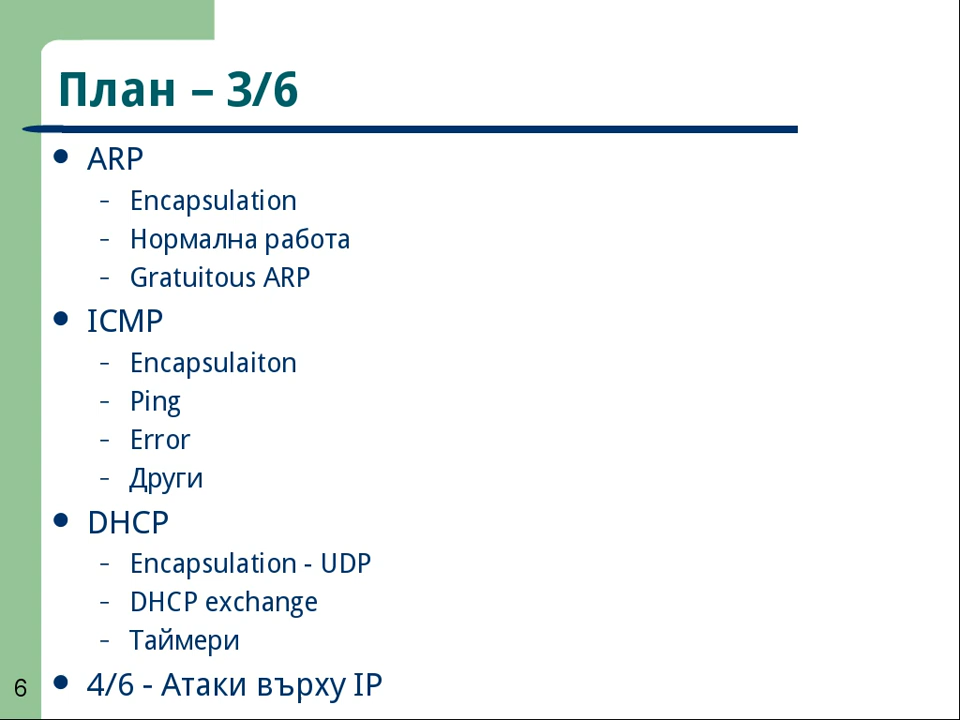 План – 3/6
● ARP
– Encapsulation
– Нормална работа
– Gratuitous ARP
● ICMP
– Encapsulaiton
– Ping
– Error
– Други
● DHCP
– Encapsulation - UDP
– DHCP exchange
– Таймери
● 4/6 - Атаки върху IP
6